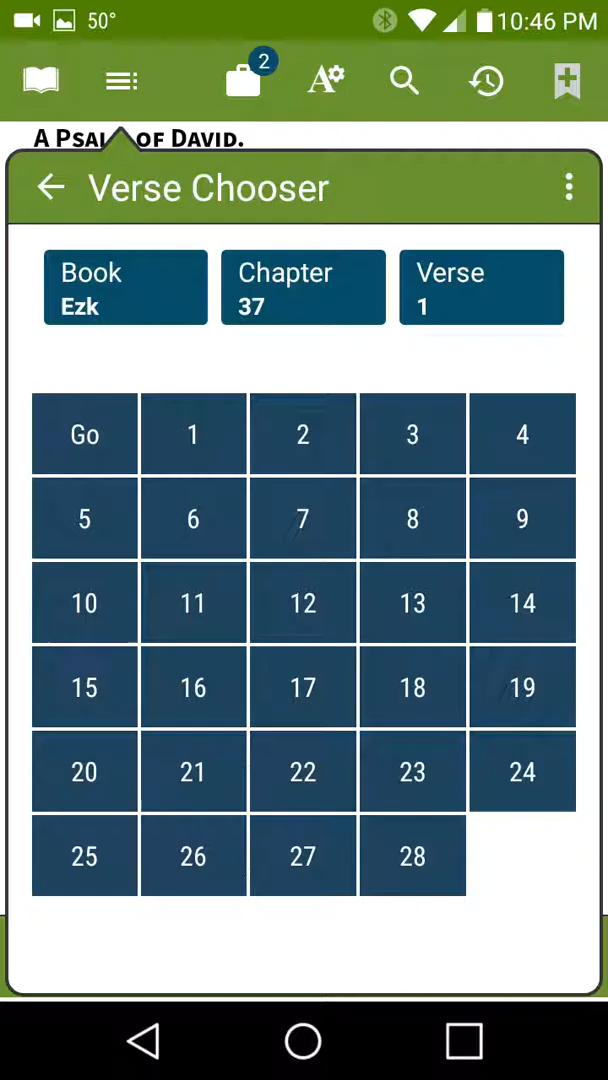 50° 10:46 PM
2
A Psal of David.
Verse Chooser
Book Chapter Verse
Ezk 37 1
Go 1 2 3 4
5 6 7 8 9
10 11 12 13 14
15 16 17 18 19
20 21 22 23 24
25 26 27 28